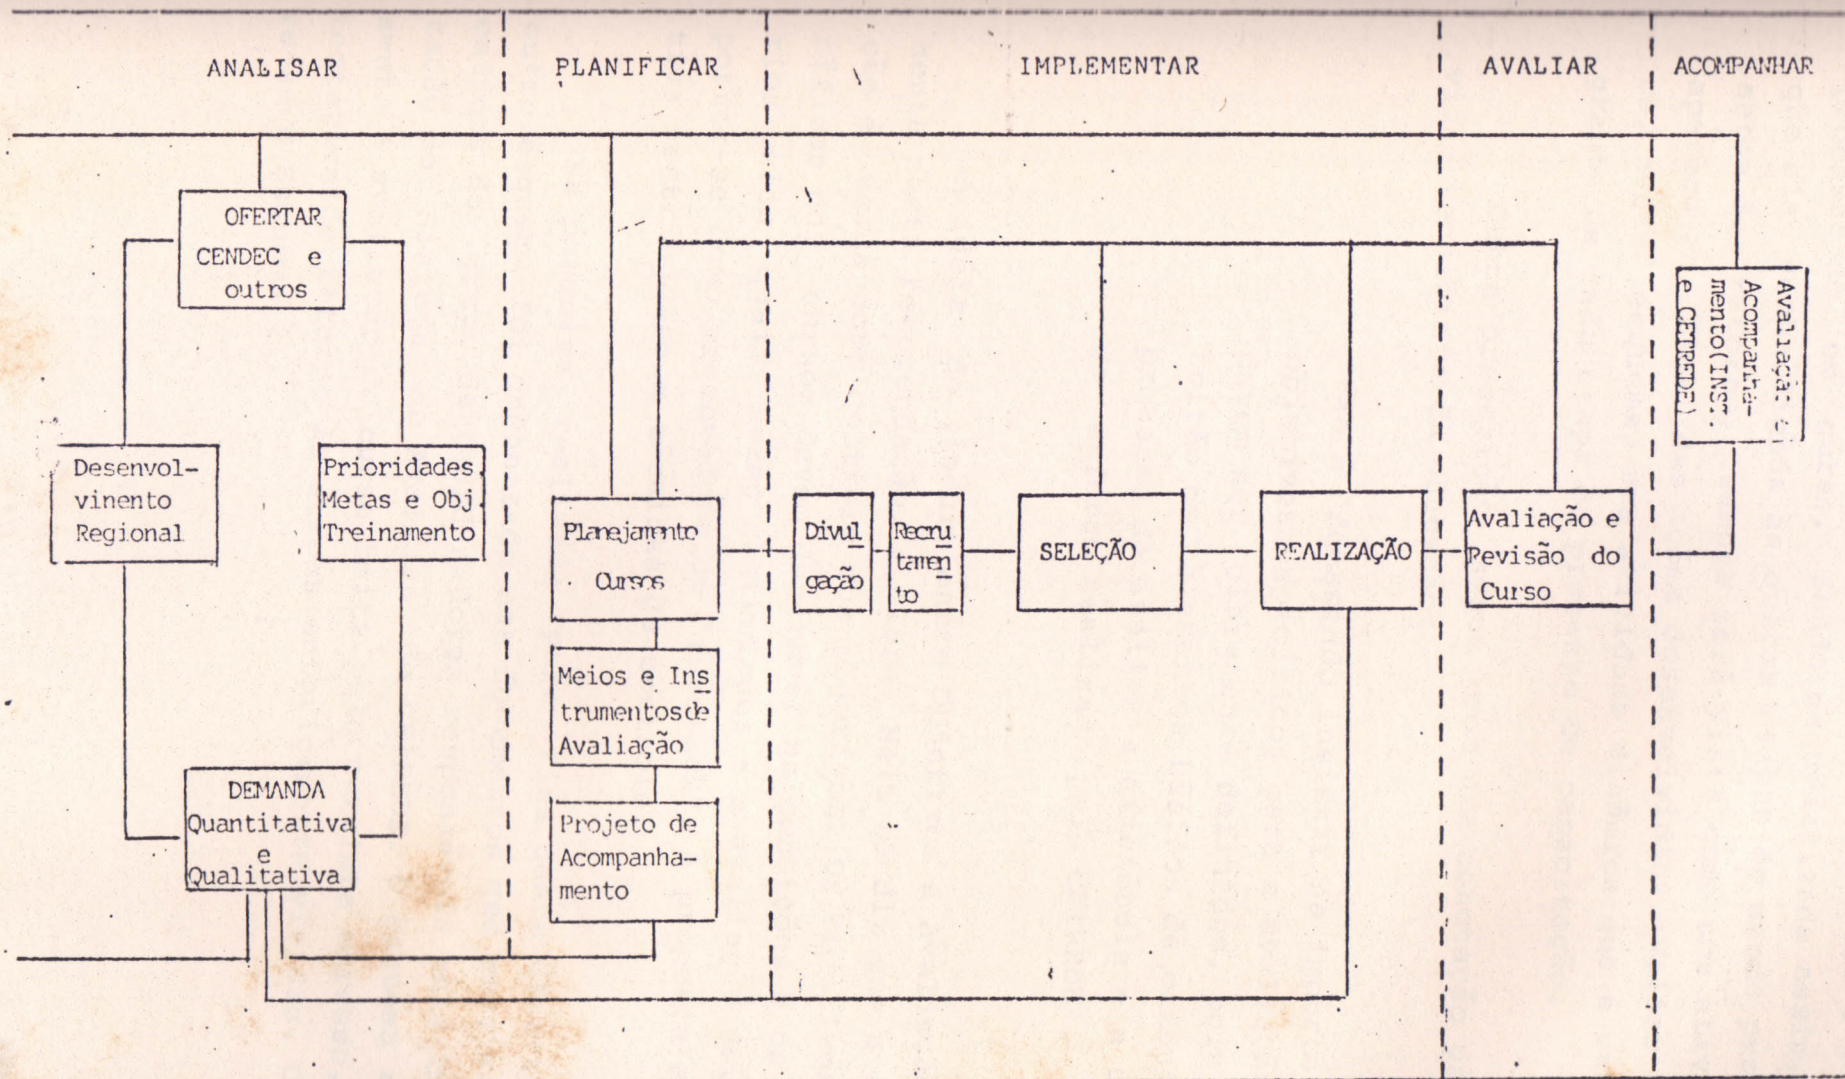 ANALISAR
PLANIFICAR
IMPLEMENTAR
AVALIAR
ACOMPANHAR
OFERTAR
CENDEC e
outros
Desenvol-
vinento
Regional
Prioridades
Metas e Obj.
Treinamento
DEMANDA
Quantitativa
e
Qualitativa
Planejamento
Cursos
Meios e Ins
trumentos de
Avaliação
Projeto de
Acompanha-
mento
Divul
gação
Recru
tamen
to
SELEÇÃO
REALIZAÇÃO
Avaliação e
Revisão do
Curso
Acompanha-
mento(INST.
e CETREDE)